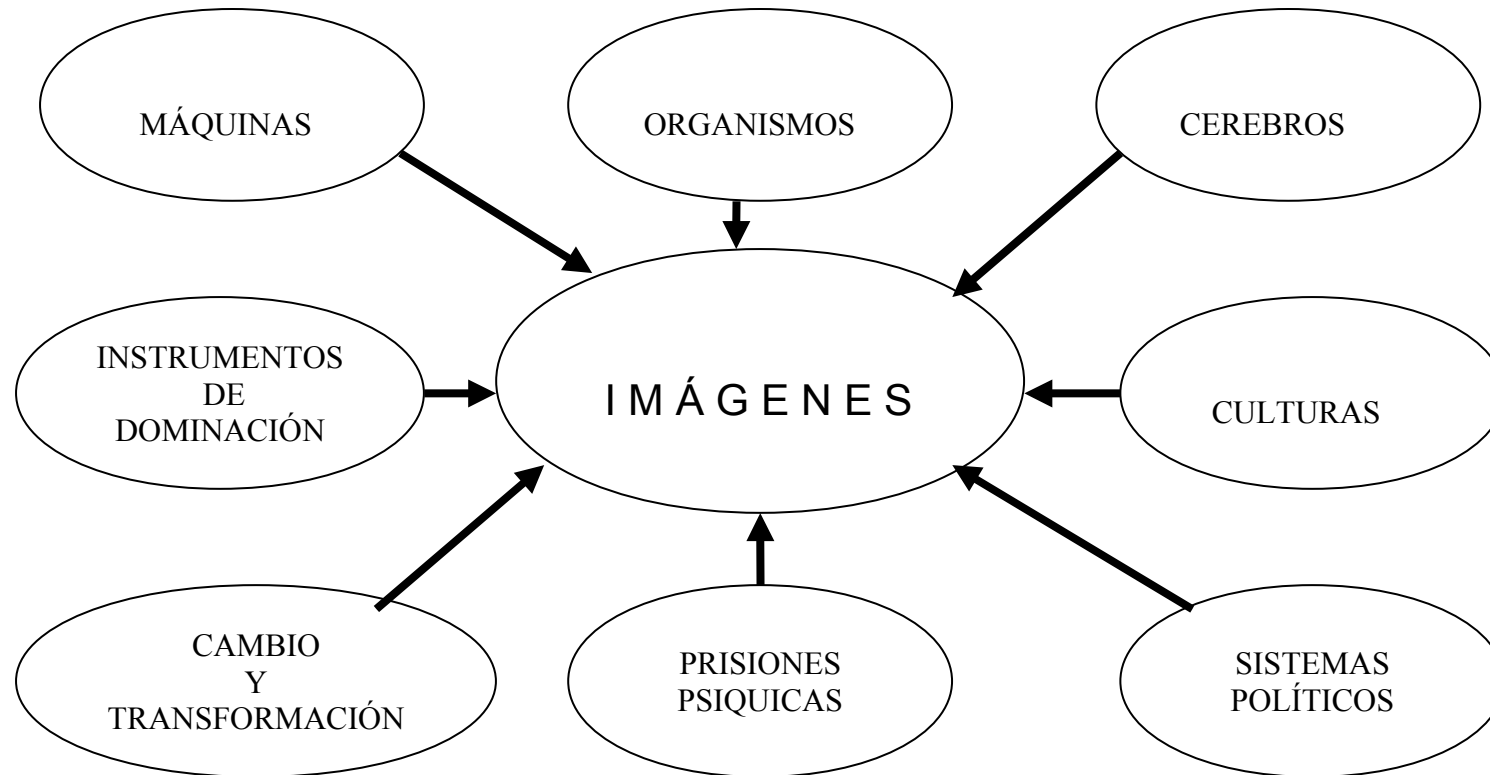 MÁQUINAS
ORGANISMOS
CEREBROS
INSTRUMENTOS
DE
DOMINACIÓN
I M Á G E N E S
CULTURAS
CAMBIO
Y
TRANSFORMACIÓN
PRISIONES
PSIQUICAS
SISTEMAS
POLÍTICOS